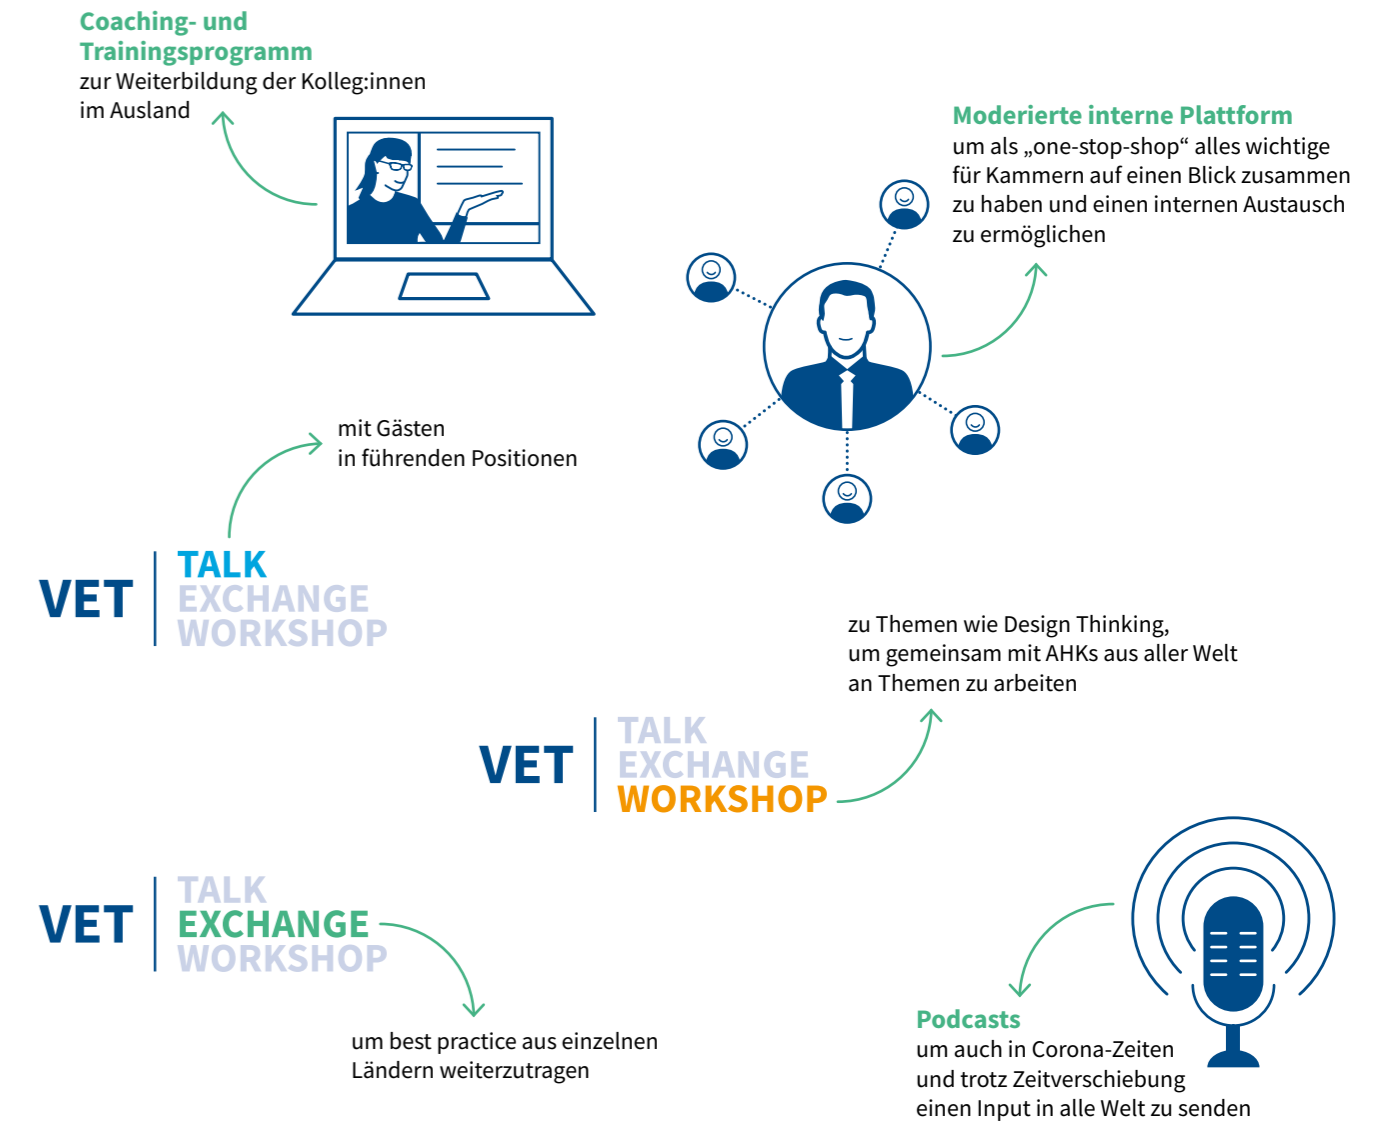 Coaching- und
Trainingsprogramm
zur Weiterbildung der Kolleg:innen
im Ausland
Moderierte interne Plattform
um als „one-stop-shop“ alles wichtige
für Kammern auf einen Blick zusammen
zu haben und einen internen Austausch
zu ermöglichen
mit Gästen
in führenden Positionen
VET
TALK
EXCHANGE
WORKSHOP
zu Themen wie Design Thinking,
um gemeinsam mit AHKs aus aller Welt
an Themen zu arbeiten
VET
TALK
EXCHANGE
WORKSHOP
VET
TALK
EXCHANGE
WORKSHOP
um best practice aus einzelnen
Ländern weiterzutragen
Podcasts
um auch in Corona-Zeiten
und trotz Zeitverschiebung
einen Input in alle Welt zu senden